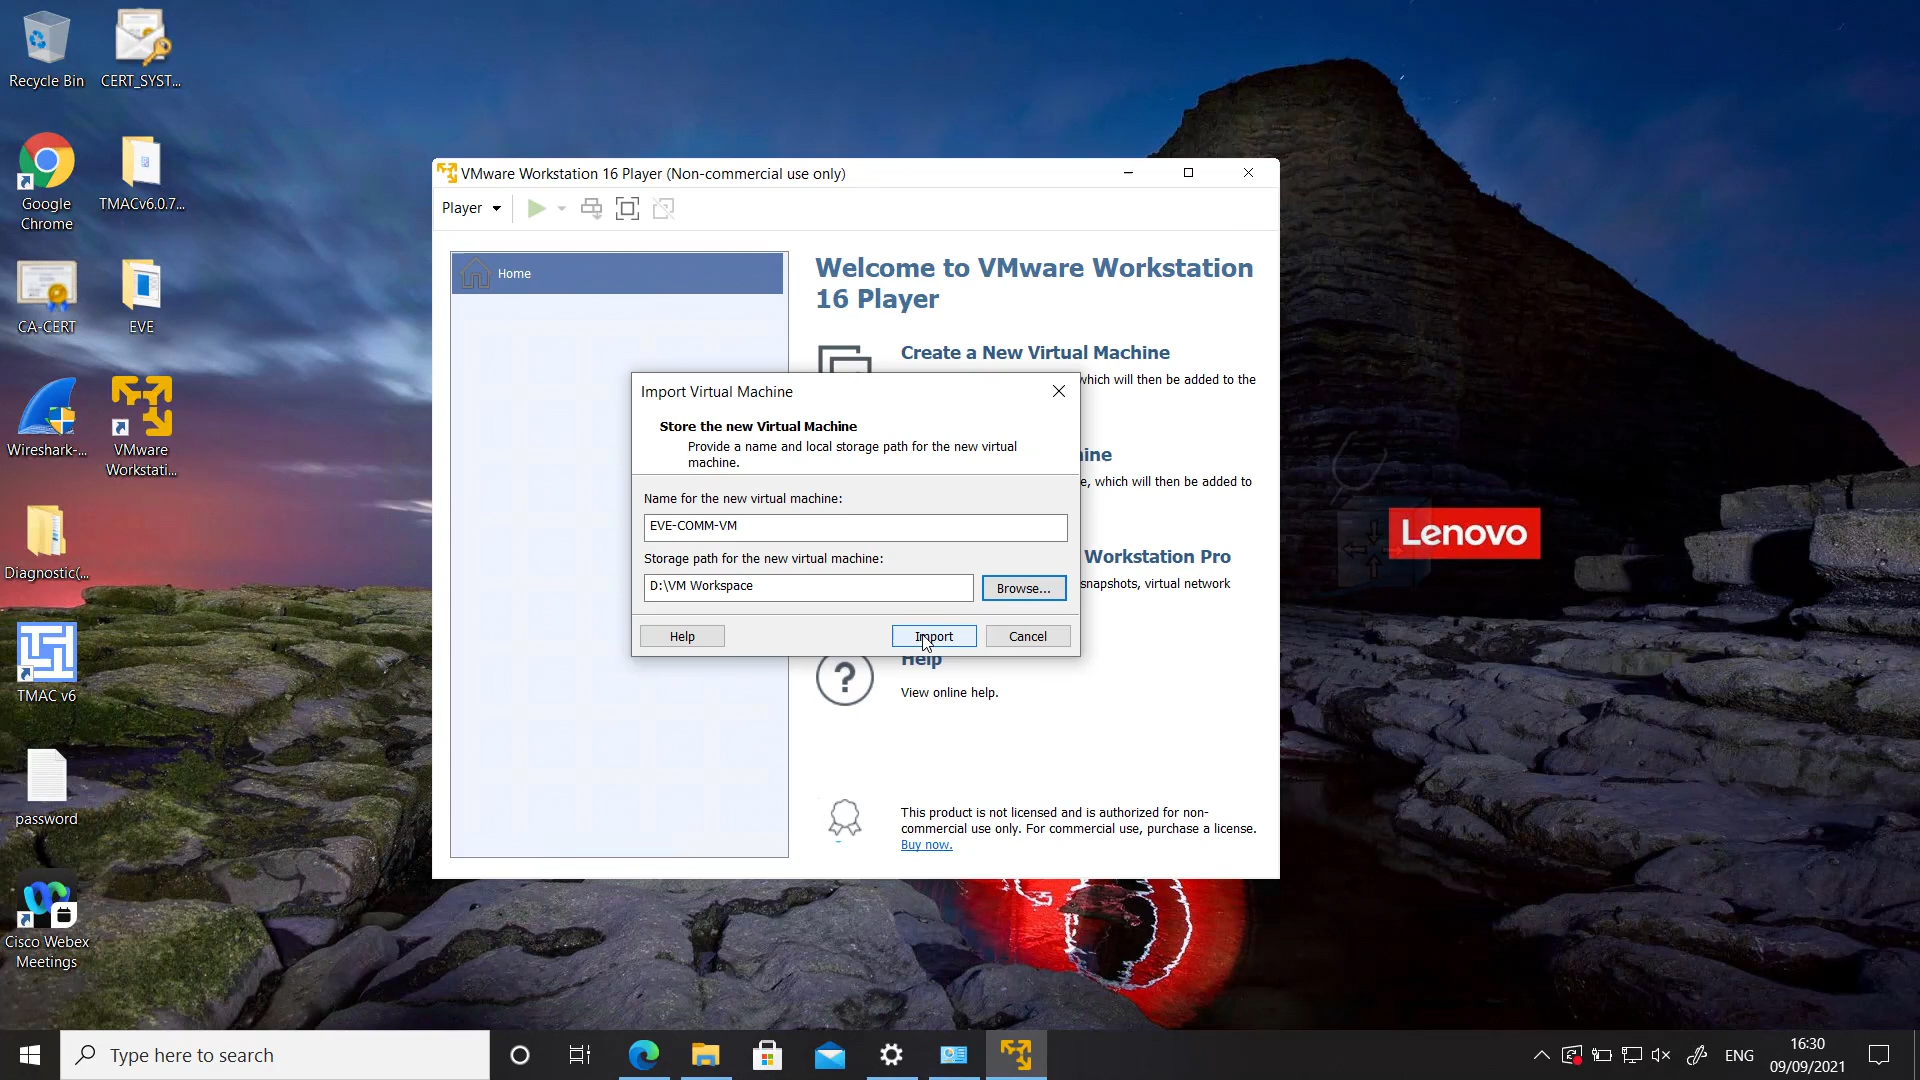 Recycle Bin
CERT_SYST...
Google
Chrome
TMACv6.0.7...
CA-CERT
EVE
Wireshark-...
VMware
Workstati...
Diagnostic(...
TMAC v6
password
Cisco Webex
Meetings
VMware Workstation 16 Player (Non-commercial use only)
Player
Home
Welcome to VMware Workstation
16 Player
Create a New Virtual Machine
which will then be added to the
ine
e, which will then be added to
Workstation Pro
snapshots, virtual network
Help
View online help.
This product is not licensed and is authorized for non-
commercial use only. For commercial use, purchase a license.
Buy now.
Import Virtual Machine
Store the new Virtual Machine
Provide a name and local storage path for the new virtual
machine.
Name for the new virtual machine:
EVE-COMM-VM
Storage path for the new virtual machine:
D:\VM Workspace
Browse...
Help
Import
Cancel
Lenovo
Type here to search
ENG
16:30
09/09/2021